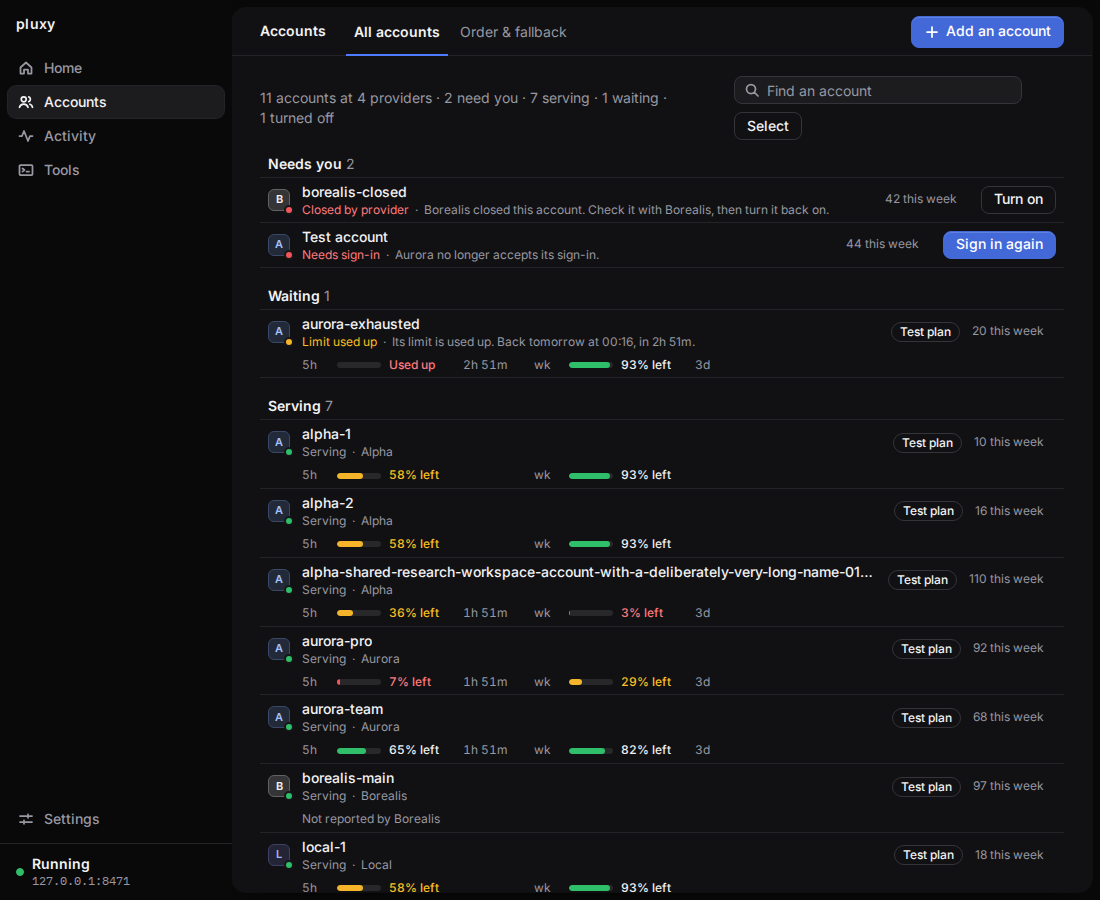 pluxy
Home
Accounts
Activity
Tools
Settings
Running
127.0.0.1:8471
Accounts All accounts Order & fallback + Add an account
11 accounts at 4 providers · 2 need you · 7 serving · 1 waiting ·
1 turned off
Find an account
Select
Needs you 2
B borealis-closed
Closed by provider · Borealis closed this account. Check it with Borealis, then turn it back on.
42 this week Turn on
A Test account
Needs sign-in · Aurora no longer accepts its sign-in.
44 this week Sign in again
Waiting 1
A aurora-exhausted
Limit used up · Its limit is used up. Back tomorrow at 00:16, in 2h 51m.
Test plan 20 this week
5h Used up 2h 51m wk 93% left 3d
Serving 7
A alpha-1
Serving · Alpha
Test plan 10 this week
5h 58% left wk 93% left
A alpha-2
Serving · Alpha
Test plan 16 this week
5h 58% left wk 93% left
A alpha-shared-research-workspace-account-with-a-deliberately-very-long-name-01...
Serving · Alpha
Test plan 110 this week
5h 36% left 1h 51m wk 3% left 3d
A aurora-pro
Serving · Aurora
Test plan 92 this week
5h 7% left 1h 51m wk 29% left 3d
A aurora-team
Serving · Aurora
Test plan 68 this week
5h 65% left 1h 51m wk 82% left 3d
B borealis-main
Serving · Borealis
Test plan 97 this week
Not reported by Borealis
L local-1
Serving · Local
Test plan 18 this week
5h 58% left wk 93% left